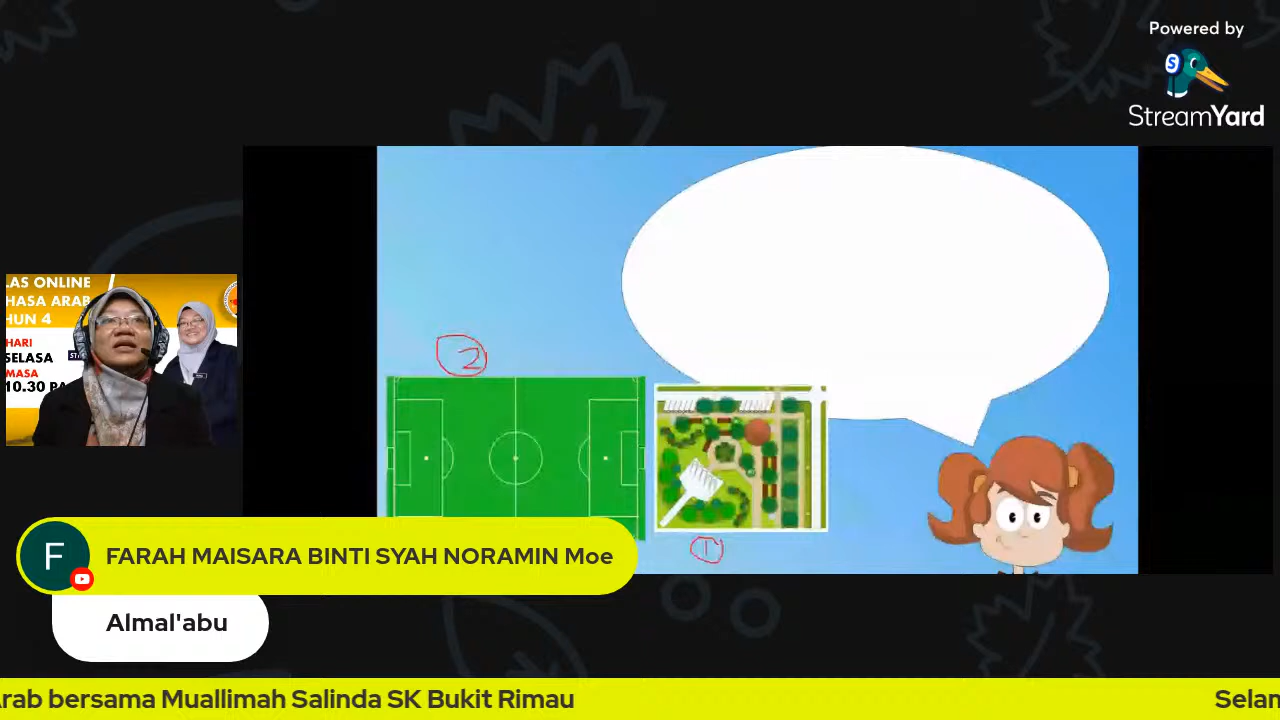 Powered by
StreamYard
LAS ONLINE
HASA ARAB
HUN 4
HARI
SELASA
MASA
10.30 PA
2
1
F
FARAH MAISARA BINTI SYAH NORAMIN Moe
Almal'abu
rab bersama Muallimah Salinda SK Bukit Rimau
Selan